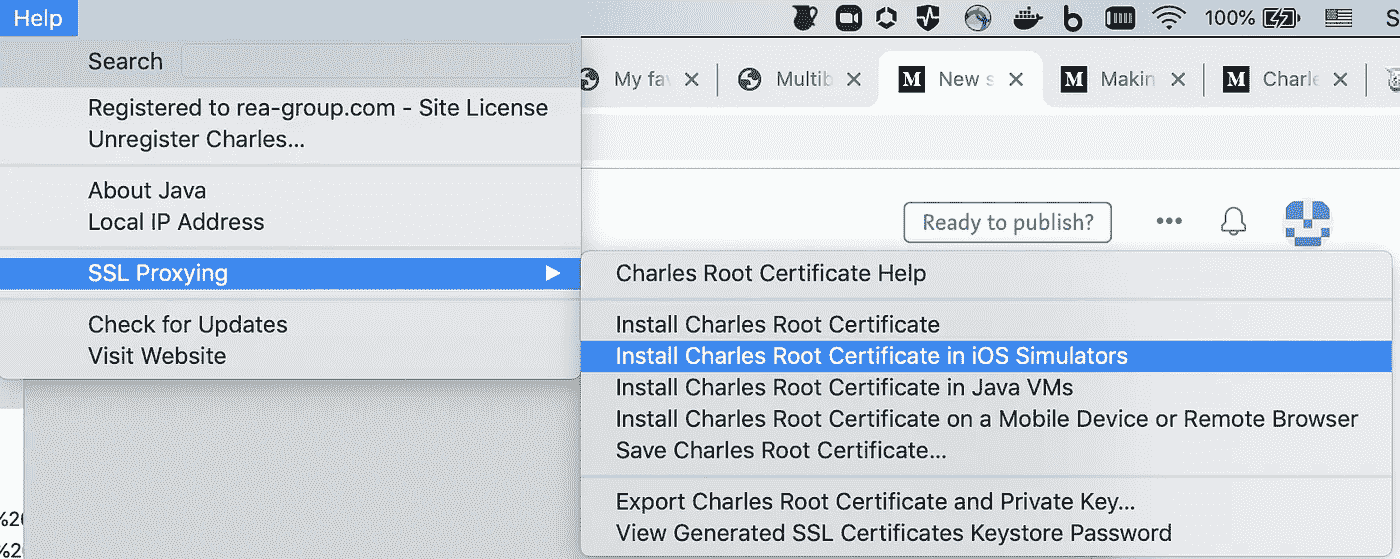 Help
100%
S
Search
My fa
Multib
New s
Makin
Charle
Registered to rea-group.com - Site License
Unregister Charles...
About Java
Local IP Address
Ready to publish?
SSL Proxying
Charles Root Certificate Help
Check for Updates
Visit Website
Install Charles Root Certificate
Install Charles Root Certificate in iOS Simulators
Install Charles Root Certificate in Java VMs
Install Charles Root Certificate on a Mobile Device or Remote Browser
Save Charles Root Certificate...
Export Charles Root Certificate and Private Key...
View Generated SSL Certificates Keystore Password
%20
%20